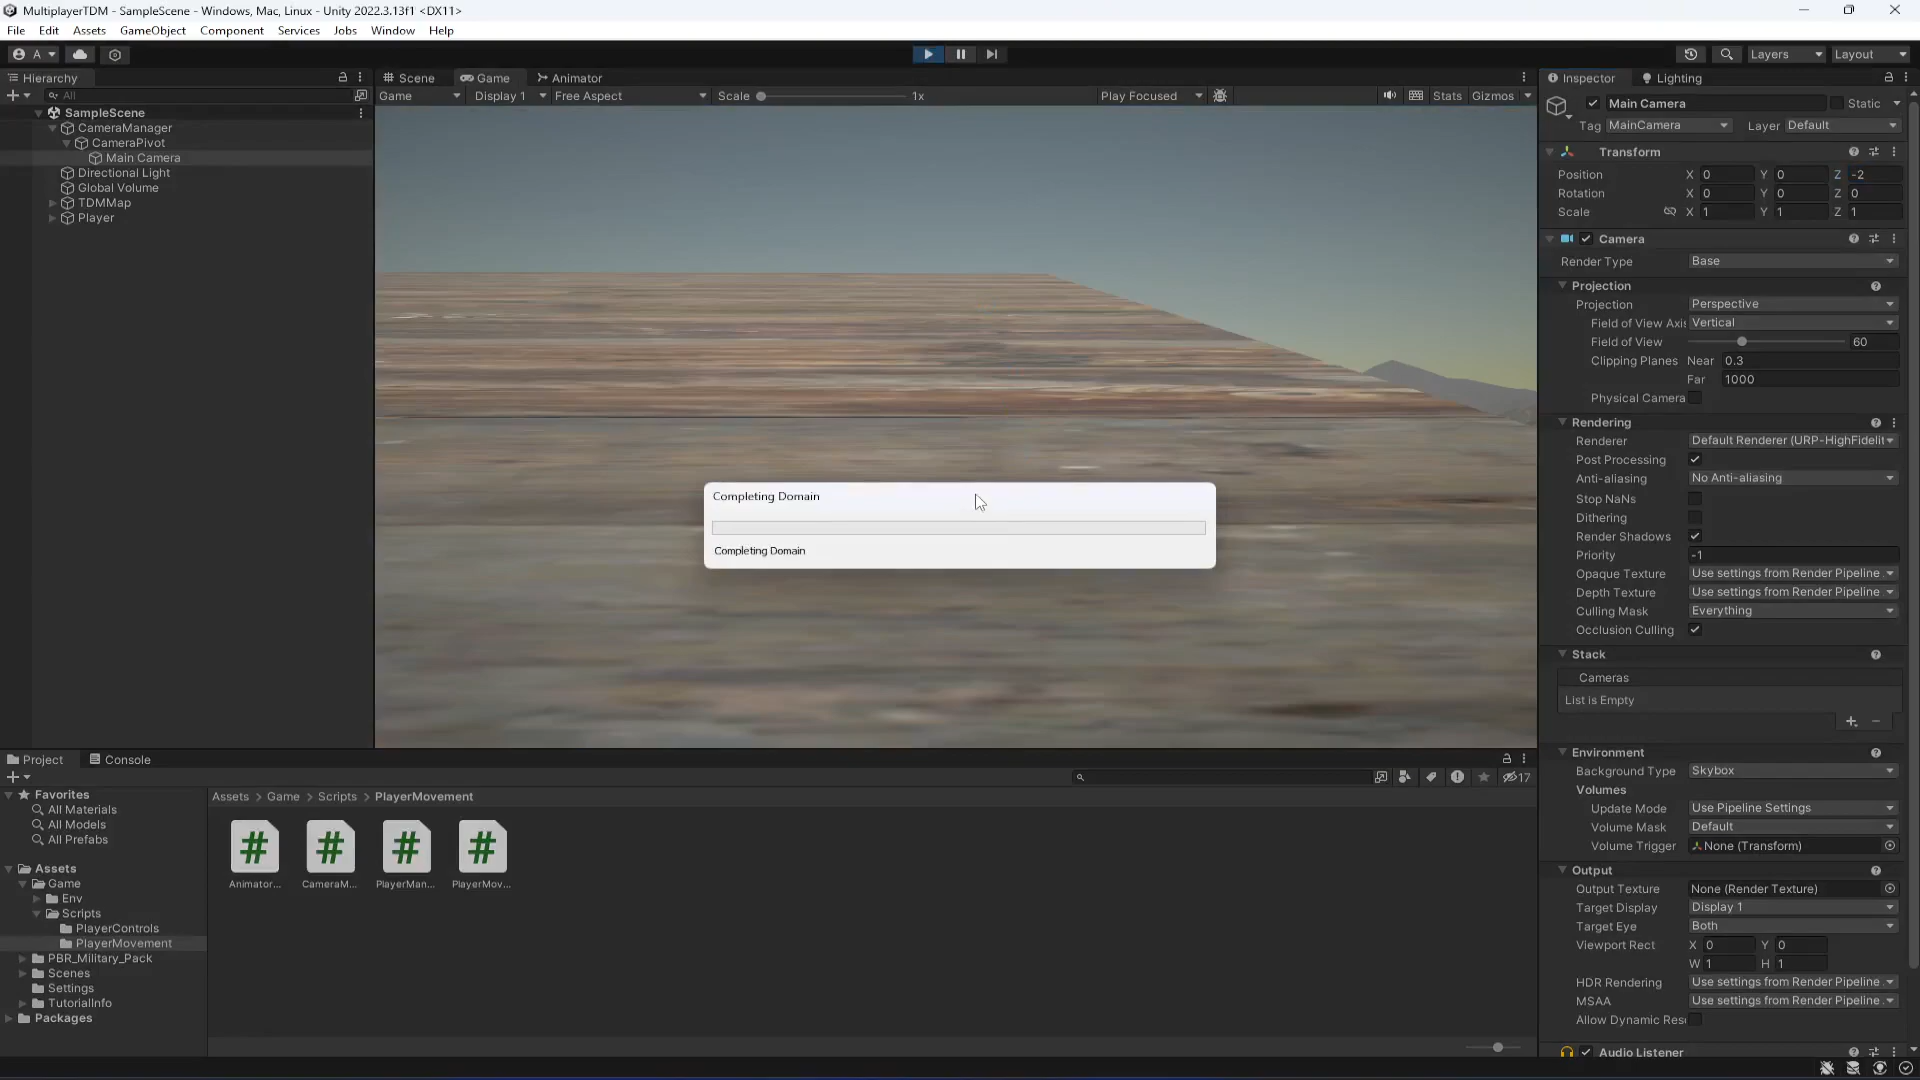 MultiplayerTDM - SampleScene - Windows, Mac, Linux - Unity 2022.3.13f1 <DX11>
File Edit Assets GameObject Component Services Jobs Window Help
A Layers Layout
Hierarchy Scene Game Animator Inspector Lighting
All Game Display 1 Free Aspect Scale 1x Play Focused Stats Gizmos
SampleScene
CameraManager
CameraPivot
Main Camera
Directional Light
Global Volume
TDMMap
Player
Completing Domain
Completing Domain
Main Camera Static
Tag MainCamera Layer Default
Transform
Position X 0 Y 0 Z -2
Rotation X 0 Y 0 Z 0
Scale X 1 Y 1 Z 1
Camera
Render Type Base
Projection
Projection Perspective
Field of View Axis Vertical
Field of View 60
Clipping Planes Near 0.3
Far 1000
Physical Camera
Rendering
Renderer Default Renderer (URP-HighFidelit
Post Processing
Anti-aliasing No Anti-aliasing
Stop NaNs
Dithering
Render Shadows
Priority -1
Opaque Texture Use settings from Render Pipeline
Depth Texture Use settings from Render Pipeline
Culling Mask Everything
Occlusion Culling
Stack
Cameras
List is Empty
Environment
Background Type Skybox
Volumes
Update Mode Use Pipeline Settings
Volume Mask Default
Volume Trigger None (Transform)
Output
Output Texture None (Render Texture)
Target Display Display 1
Target Eye Both
Viewport Rect X 0 Y 0
W 1 H 1
HDR Rendering Use settings from Render Pipeline
MSAA Use settings from Render Pipeline
Allow Dynamic Res
Audio Listener
Project Console
17
Favorites
All Materials
All Models
All Prefabs
Assets
Game
Env
Scripts
PlayerControls
PlayerMovement
PBR_Military_Pack
Scenes
Settings
TutorialInfo
Packages
Assets > Game > Scripts > PlayerMovement
Animator... CameraM... PlayerMan... PlayerMov...